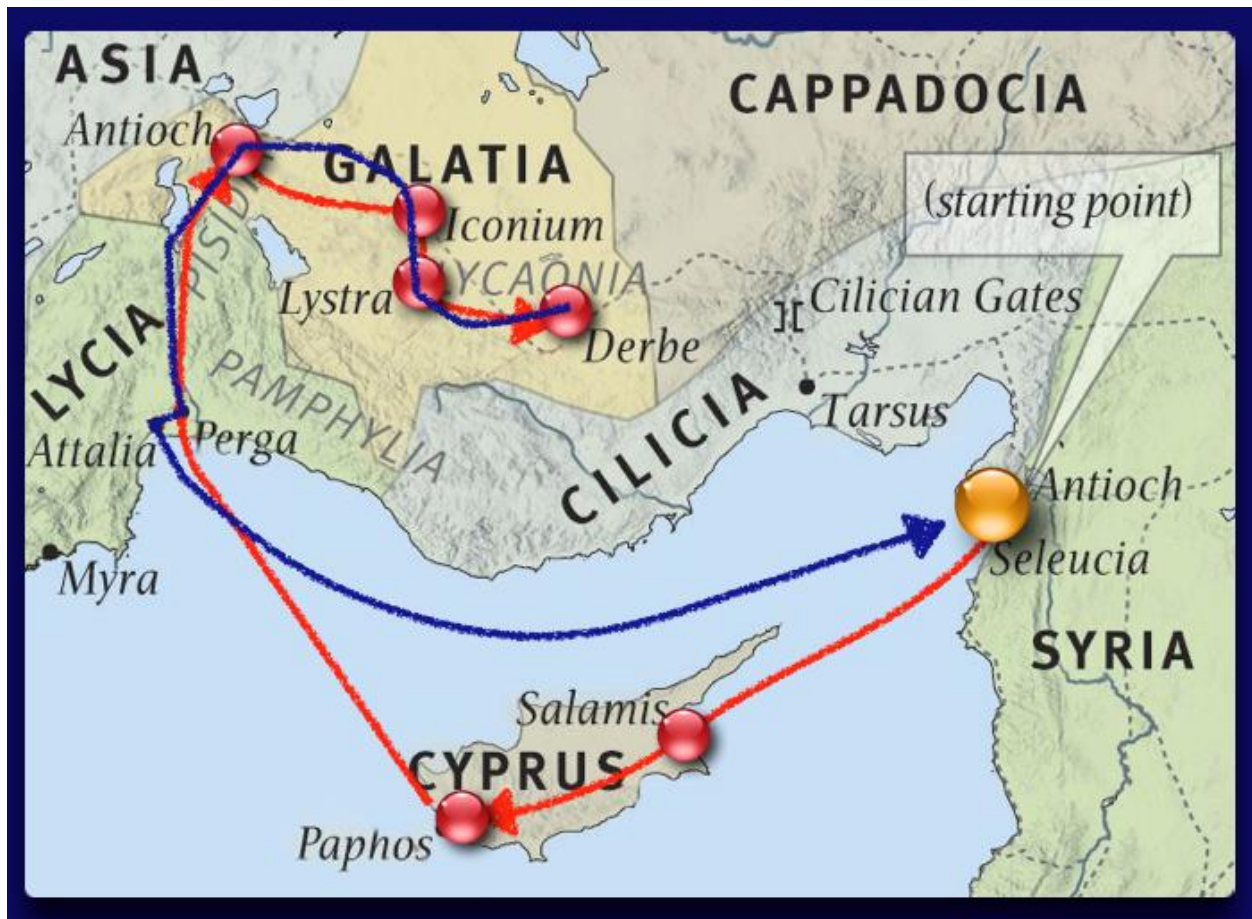 ASIA
CAPPADOCIA
Antioch
GALATIA
(starting point)
Iconium
PISIDIA
LYCAONIA
Lystra
Cilician Gates
Derbe
LYCIA
PAMPHYLIA
CILICIA
Tarsus
Attalia
Perga
Antioch
Myra
Seleucia
SYRIA
Salamis
CYPRUS
Paphos